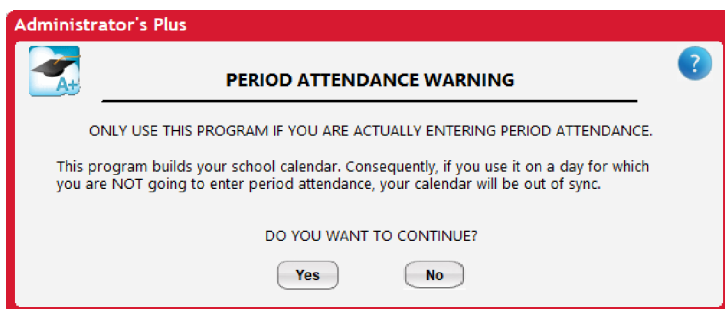 Administrator's Plus
A+
PERIOD ATTENDANCE WARNING
?
ONLY USE THIS PROGRAM IF YOU ARE ACTUALLY ENTERING PERIOD ATTENDANCE.
This program builds your school calendar. Consequently, if you use it on a day for which
you are NOT going to enter period attendance, your calendar will be out of sync.
DO YOU WANT TO CONTINUE?
Yes No